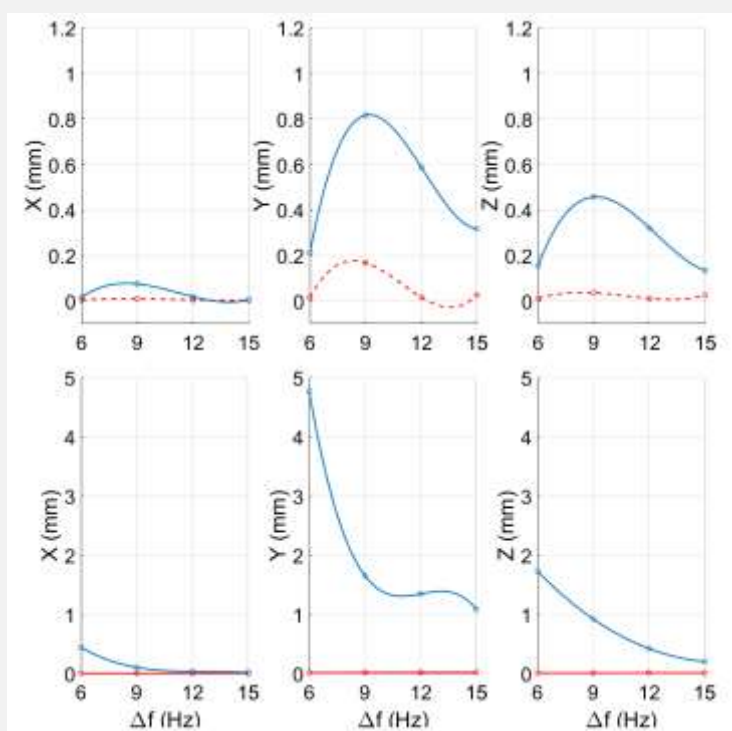 1.2 1.2 1.2
1 1 1
0.8 0.8 0.8
0.6 0.6 0.6
X (mm) Y (mm) Z (mm)
0.4 0.4 0.4
0.2 0.2 0.2
0 0 0
6 9 12 15 6 9 12 15 6 9 12 15
5 5 5
4 4 4
3 3 3
X (mm) Y (mm) Z (mm)
2 2 2
1 1 1
0 0 0
6 9 12 15 6 9 12 15 6 9 12 15
Δf (Hz) Δf (Hz) Δf (Hz)